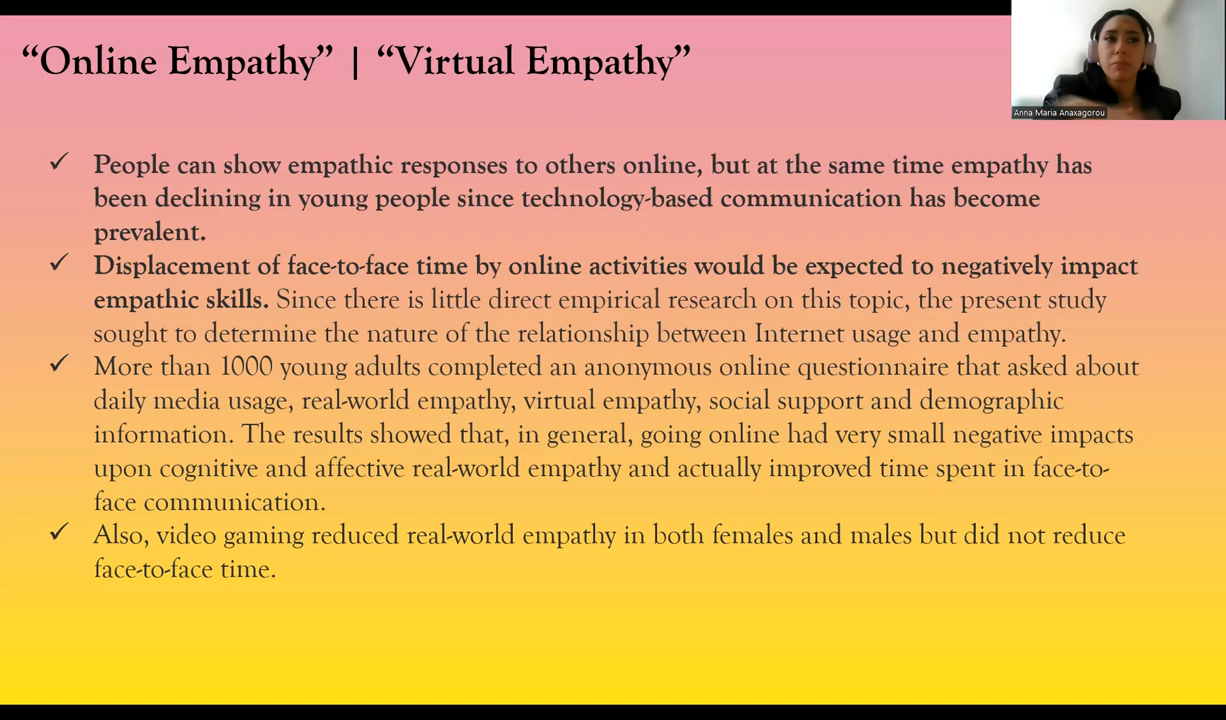 “Online Empathy” | “Virtual Empathy”
Anna Maria Anaxagorou
✓ People can show empathic responses to others online, but at the same time empathy has
been declining in young people since technology-based communication has become
prevalent.
✓ Displacement of face-to-face time by online activities would be expected to negatively impact
empathic skills. Since there is little direct empirical research on this topic, the present study
sought to determine the nature of the relationship between Internet usage and empathy.
✓ More than 1000 young adults completed an anonymous online questionnaire that asked about
daily media usage, real-world empathy, virtual empathy, social support and demographic
information. The results showed that, in general, going online had very small negative impacts
upon cognitive and affective real-world empathy and actually improved time spent in face-to-
face communication.
✓ Also, video gaming reduced real-world empathy in both females and males but did not reduce
face-to-face time.